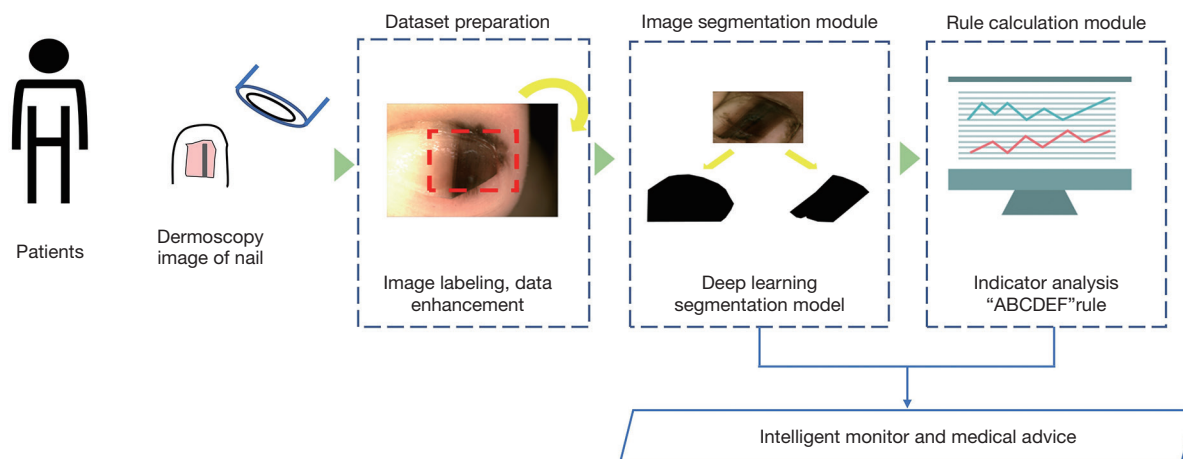 Dataset preparation
Image segmentation module
Rule calculation module
Patients
Dermoscopy
image of nail
Image labeling, data
enhancement
Deep learning
segmentation model
Indicator analysis
“ABCDEF”rule
Intelligent monitor and medical advice